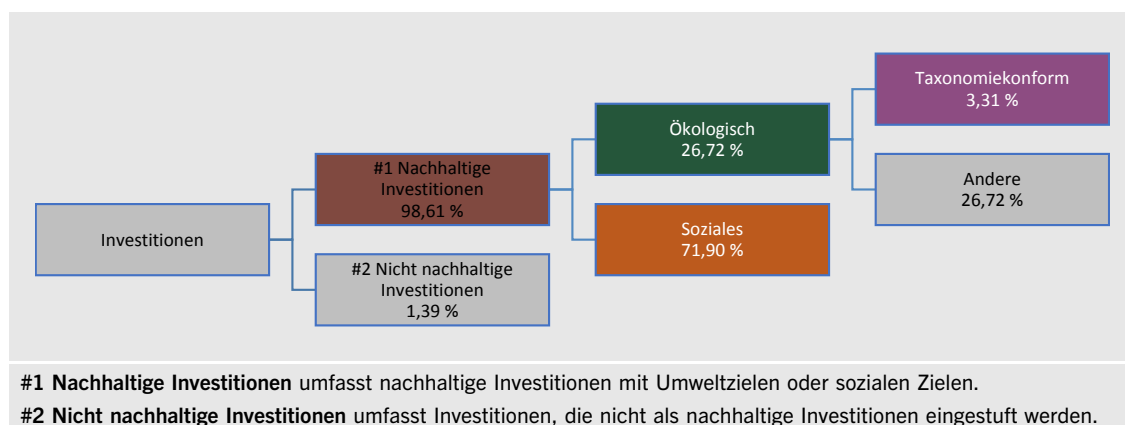 Investitionen
#1 Nachhaltige
Investitionen
98,61 %
#2 Nicht nachhaltige
Investitionen
1,39 %
Ökologisch
26,72 %
Soziales
71,90 %
Taxonomiekonform
3,31 %
Andere
26,72 %
#1 Nachhaltige Investitionen umfasst nachhaltige Investitionen mit Umweltzielen oder sozialen Zielen.
#2 Nicht nachhaltige Investitionen umfasst Investitionen, die nicht als nachhaltige Investitionen eingestuft werden.